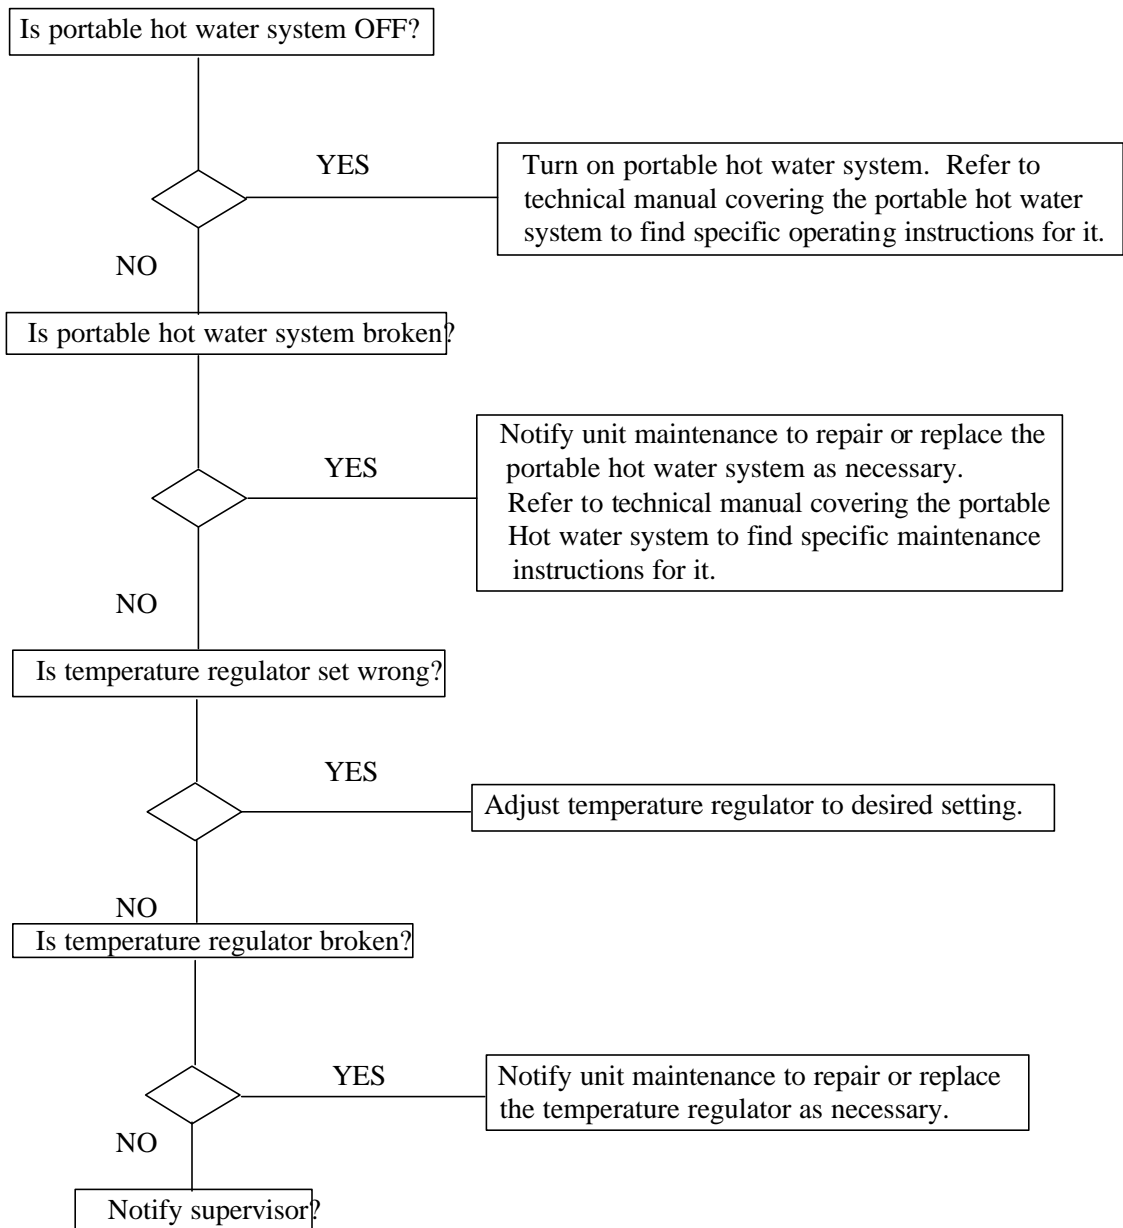 Is portable hot water system OFF?
YES
Turn on portable hot water system. Refer to
technical manual covering the portable hot water
system to find specific operating instructions for it.
NO
Is portable hot water system broken?
YES
Notify unit maintenance to repair or replace the
portable hot water system as necessary.
Refer to technical manual covering the portable
Hot water system to find specific maintenance
instructions for it.
NO
Is temperature regulator set wrong?
YES
Adjust temperature regulator to desired setting.
NO
Is temperature regulator broken?
YES
Notify unit maintenance to repair or replace
the temperature regulator as necessary.
NO
Notify supervisor?